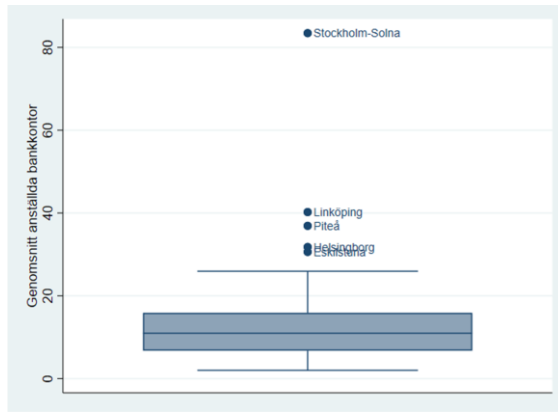 Genomsnitt anställda bankkontor
80
60
40
20
0
Stockholm-Solna
Linköping
Piteå
Helsingborg
Eskilstuna